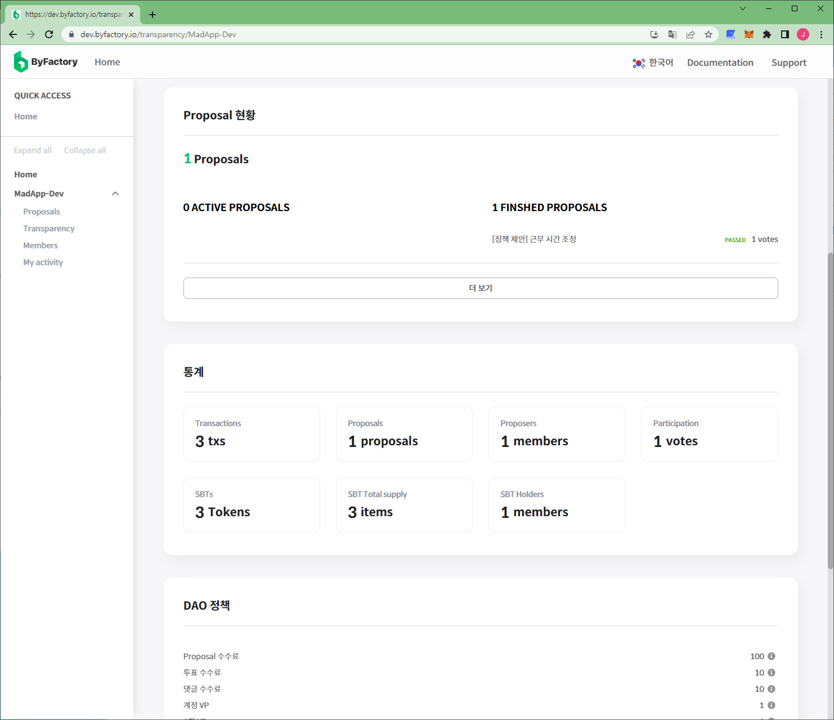 https://dev.byfactory.io/transpa
dev.byfactory.io/transparency/MadApp-Dev
J
ByFactory
Home
한국어
Documentation
Support
QUICK ACCESS
Home
Expand all
Collapse all
Home
MadApp-Dev
Proposals
Transparency
Members
My activity
Proposal 현황
1 Proposals
0 ACTIVE PROPOSALS
1 FINSHED PROPOSALS
[정책 제안] 근무 시간 조정
PASSED 1 votes
더 보기
통계
Transactions
3 txs
Proposals
1 proposals
Proposers
1 members
Participation
1 votes
SBTs
3 Tokens
SBT Total supply
3 items
SBT Holders
1 members
DAO 정책
Proposal 수수료
100
투표 수수료
10
댓글 수수료
10
계정 VP
1